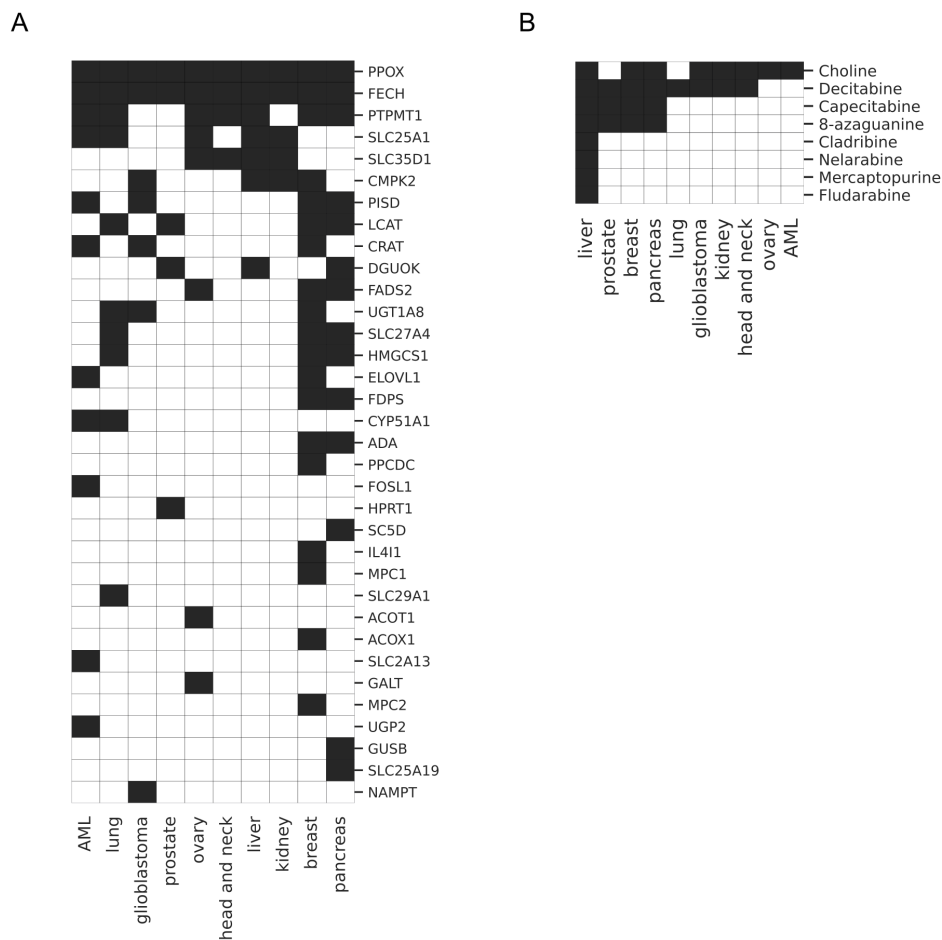 A
PPOX
FECH
PTPMT1
SLC25A1
SLC35D1
CMPK2
PISD
LCAT
CRAT
DGUOK
FADS2
UGT1A8
SLC27A4
HMGCS1
ELOVL1
FDPS
CYP51A1
ADA
PPCDC
FOSL1
HPRT1
SC5D
IL4I1
MPC1
SLC29A1
ACOT1
ACOX1
SLC2A13
GALT
MPC2
UGP2
GUSB
SLC25A19
NAMPT
AML
lung
glioblastoma
prostate
ovary
head and neck
liver
kidney
breast
pancreas
B
Choline
Decitabine
Capecitabine
8-azaguanine
Cladribine
Nelarabine
Mercaptopurine
Fludarabine
liver
prostate
breast
pancreas
lung
glioblastoma
kidney
head and neck
ovary
AML